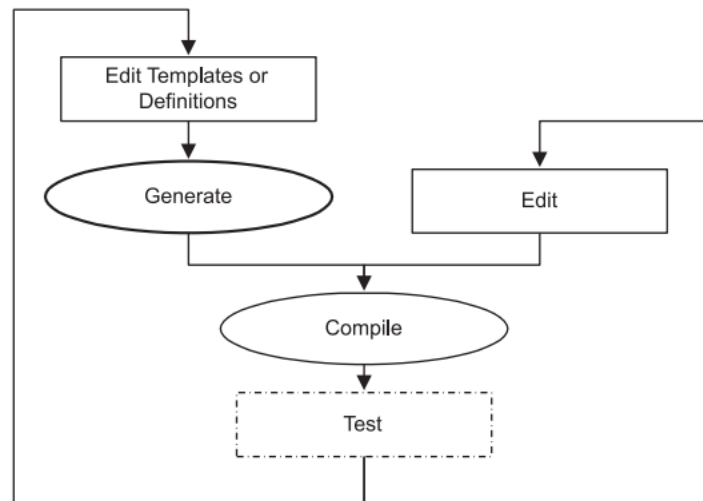 Edit Templates or
Definitions
Generate
Edit
Compile
Test